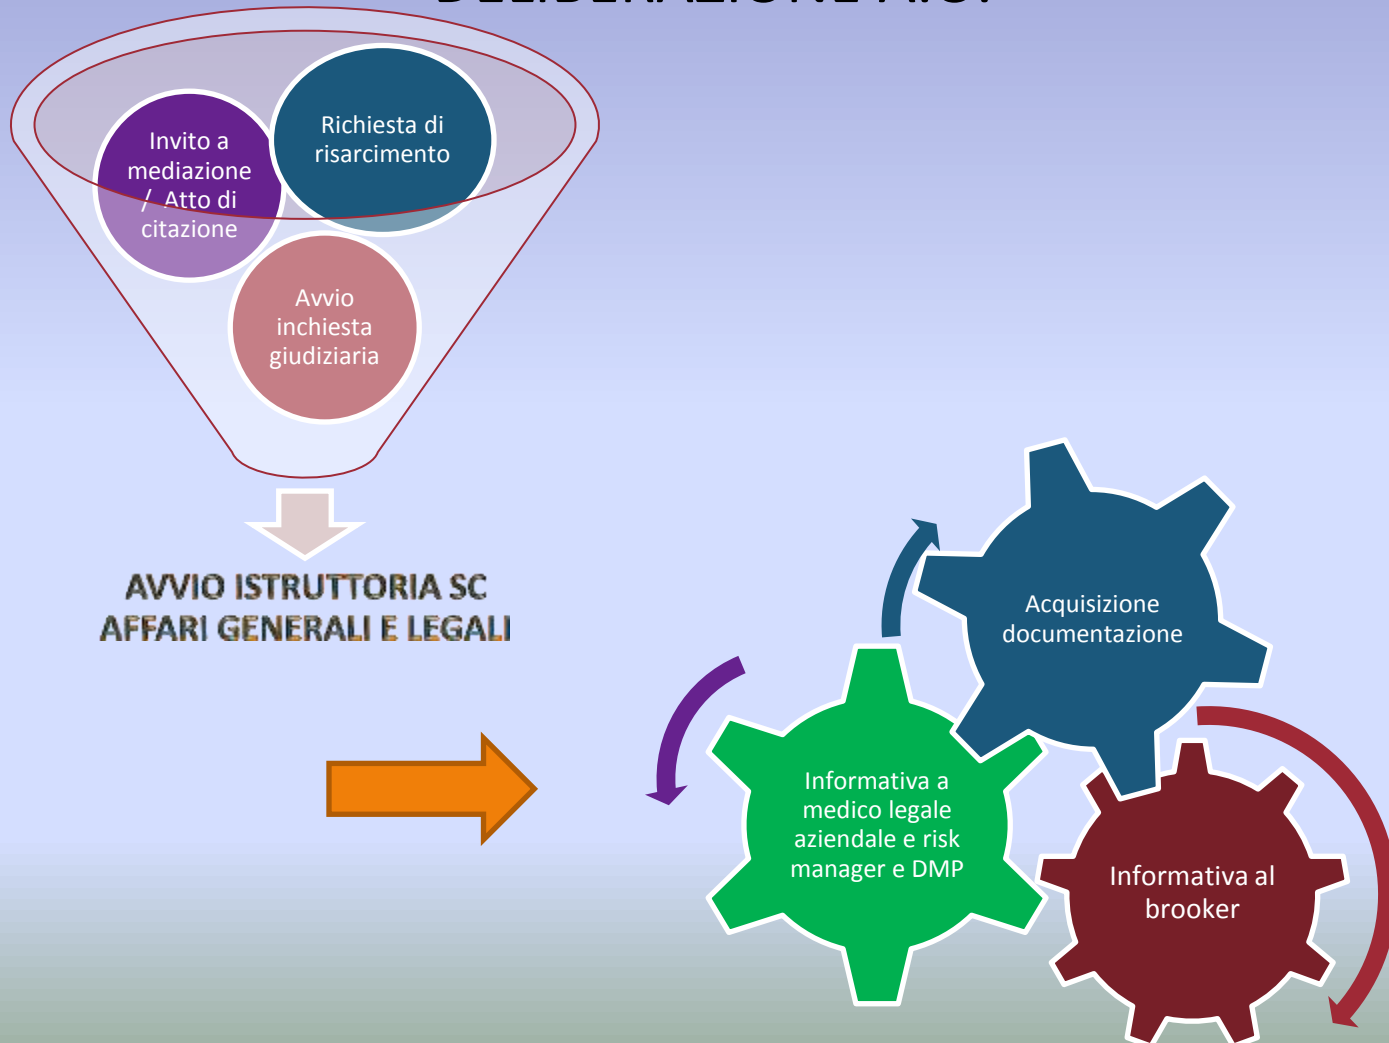 Invito a
mediazione
/ Atto di
citazione
Richiesta di
risarcimento
Avvio
inchiesta
giudiziaria
AVVIO ISTRUTTORIA SC
AFFARI GENERALI E LEGALI
Acquisizione
documentazione
Informativa a
medico legale
aziendale e risk
manager e DMP
Informativa al
brooker